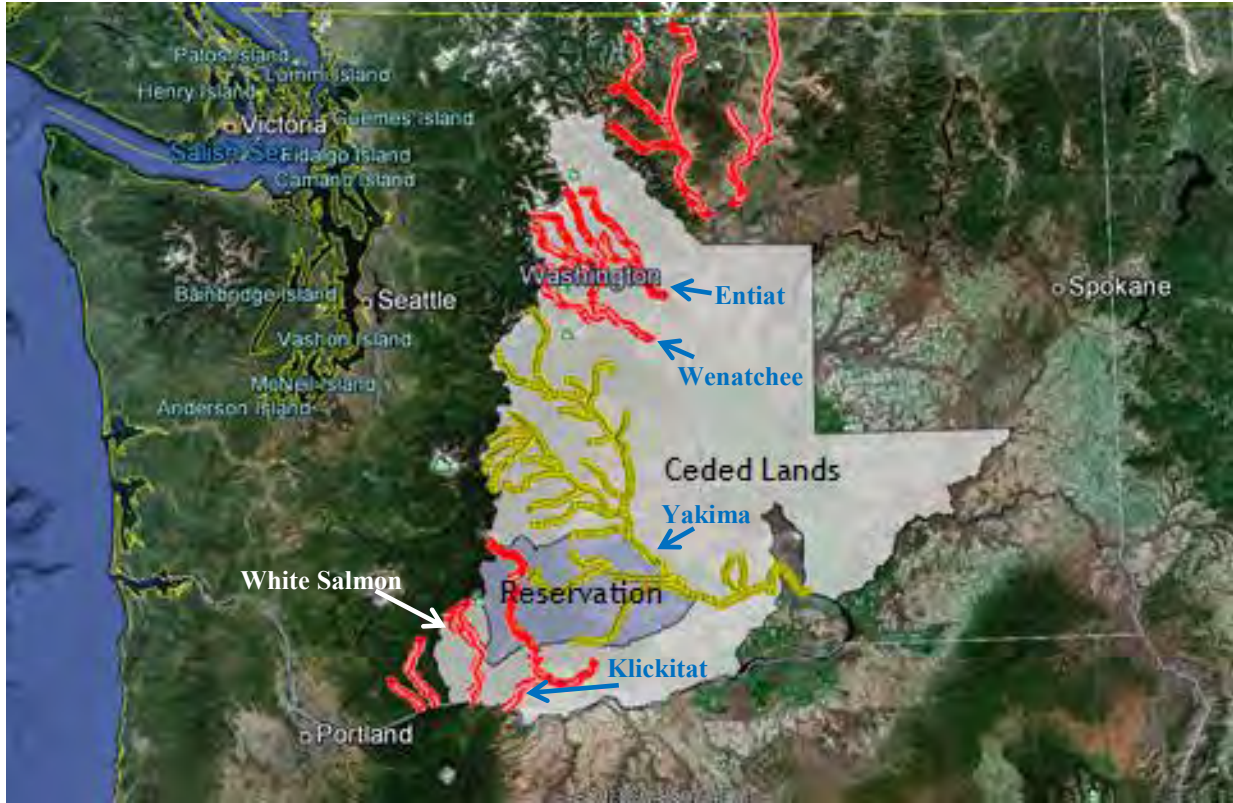 Patos Island
Lummi Island
Henry Island
Guemes Island
Victoria
Salish Sea
Fidalgo Island
Camano Island
Washington
Entiat
Bainbridge Island
Seattle
Spokane
Vashon Island
Wenatchee
McNeil Island
Anderson Island
Ceded Lands
Yakima
White Salmon
Reservation
Klickitat
Portland